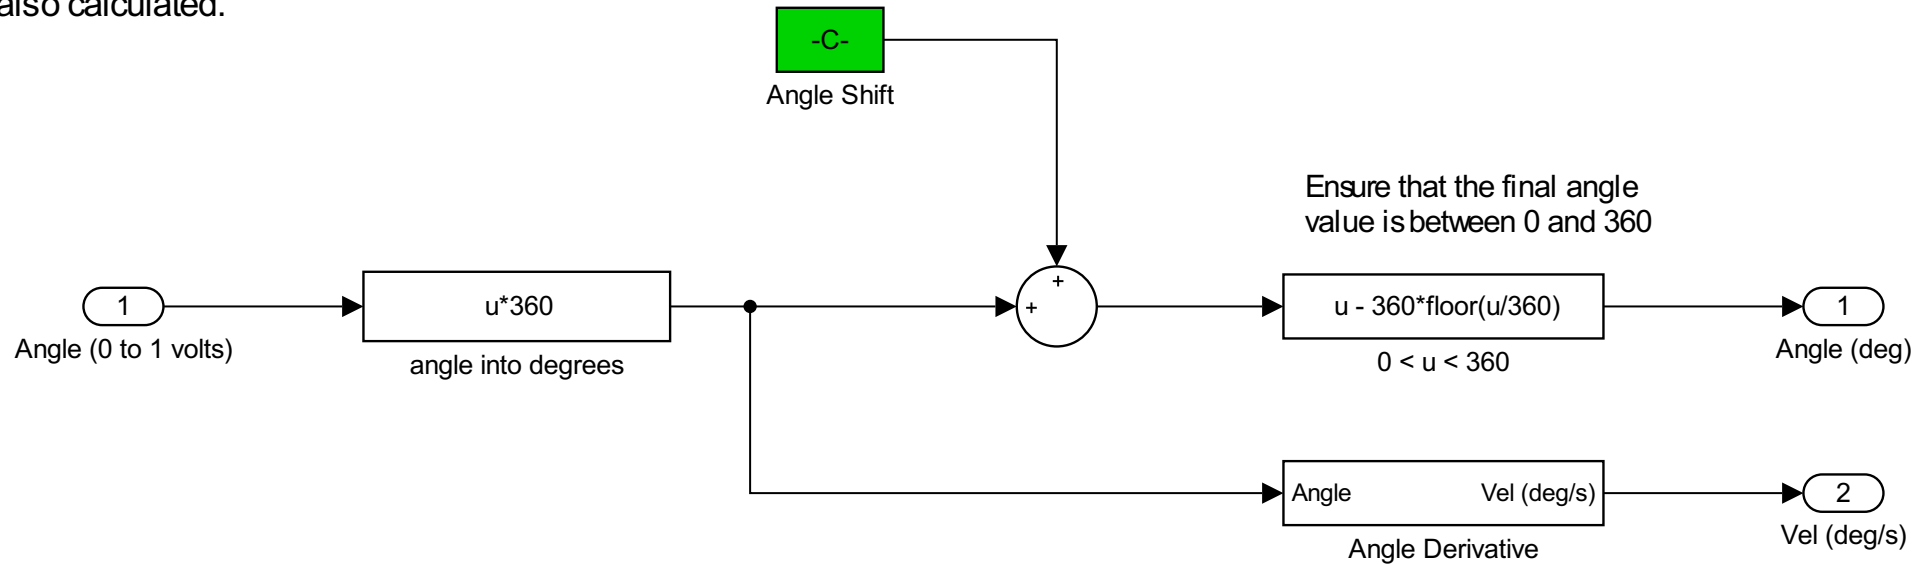 also calculated.
-C-
Angle Shift
Ensure that the final angle
value is between 0 and 360
1
Angle (0 to 1 volts)
u*360
angle into degrees
+
+
u - 360*floor(u/360)
0 < u < 360
1
Angle (deg)
Angle
Vel (deg/s)
Angle Derivative
2
Vel (deg/s)